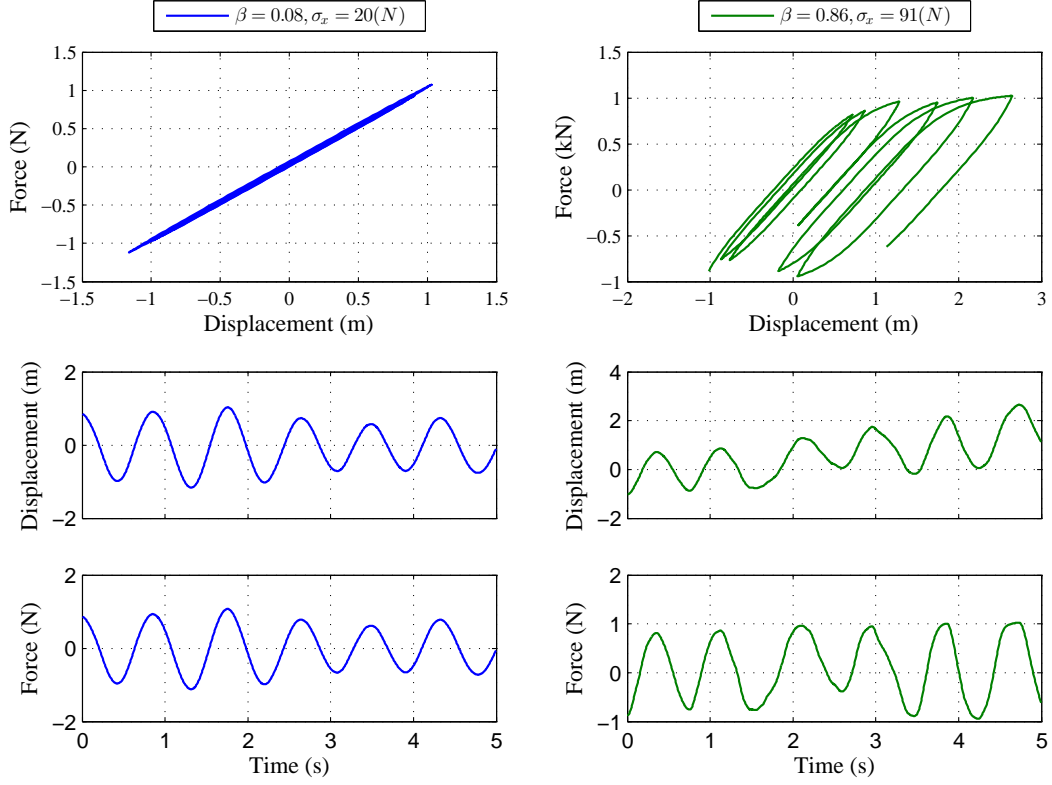 β = 0.08, σₓ = 20(N)
β = 0.86, σₓ = 91(N)
1.5
1
0.5
0
−0.5
−1
−1.5
Force (N)
−1.5 −1 −0.5 0 0.5 1 1.5
Displacement (m)
1.5
1
0.5
0
−0.5
−1
Force (kN)
−2 −1 0 1 2 3
Displacement (m)
2
0
−2
Displacement (m)
4
2
0
−2
Displacement (m)
2
0
−2
Force (N)
0 1 2 3 4 5
Time (s)
2
1
0
−1
Force (N)
0 1 2 3 4 5
Time (s)